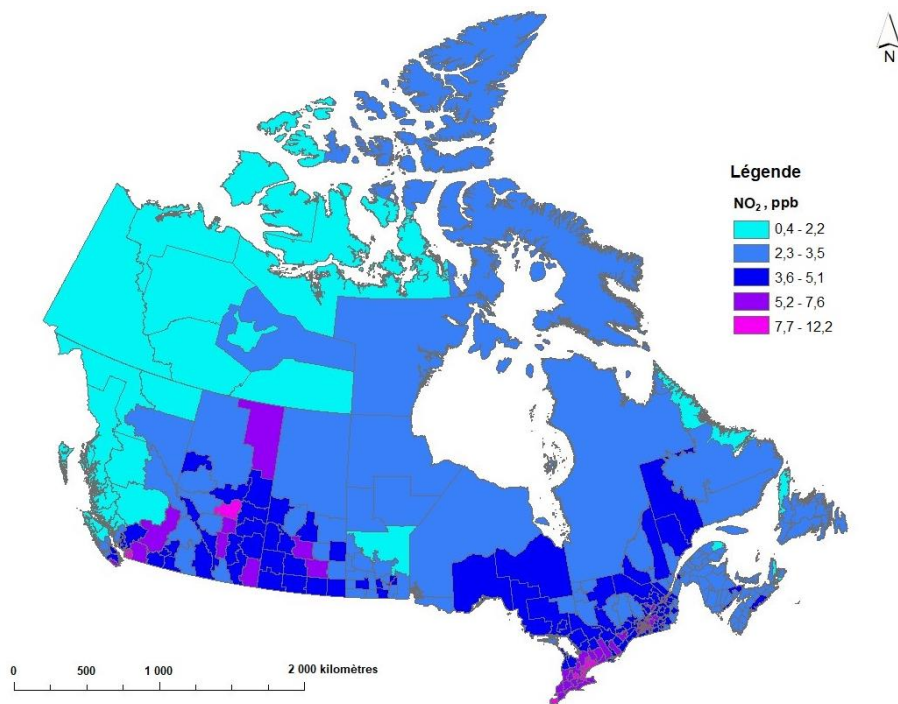 N
Légende
NO₂, ppb
0,4 - 2,2
2,3 - 3,5
3,6 - 5,1
5,2 - 7,6
7,7 - 12,2
0 500 1 000 2 000 kilomètres